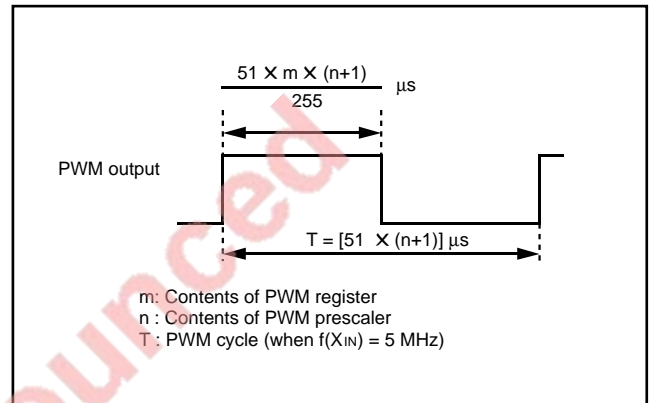 51 × m × (n+1)
255
μs
PWM output
T = [51 × (n+1)] μs
m: Contents of PWM register
n : Contents of PWM prescaler
T : PWM cycle (when f(XIN) = 5 MHz)
ounced